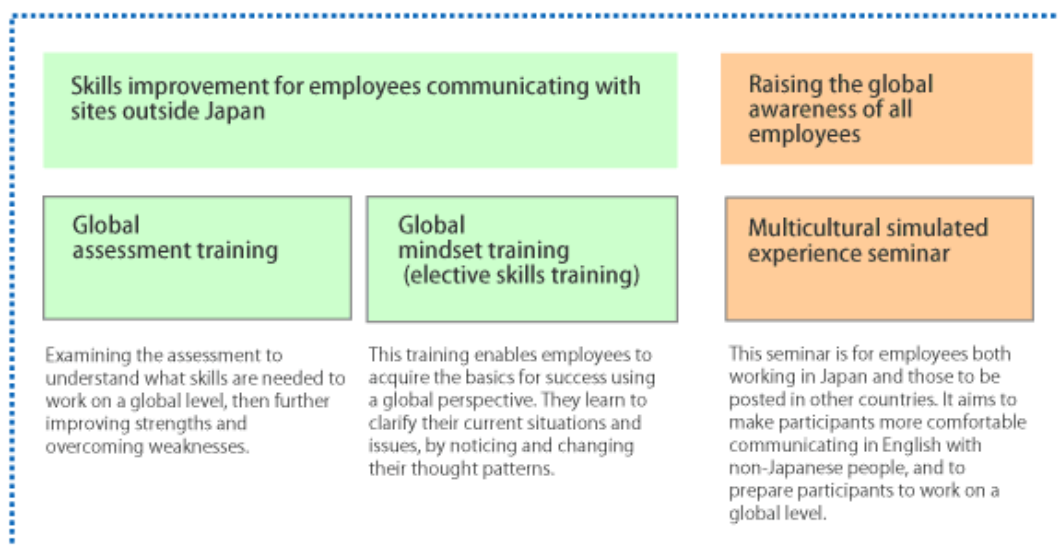 Skills improvement for employees communicating with
sites outside Japan
Raising the global
awareness of all
employees
Global
assessment training
Global
mindset training
(elective skills training)
Multicultural simulated
experience seminar
Examining the assessment to
understand what skills are needed to
work on a global level, then further
improving strengths and
overcoming weaknesses.
This training enables employees to
acquire the basics for success using
a global perspective. They learn to
clarify their current situations and
issues, by noticing and changing
their thought patterns.
This seminar is for employees both
working in Japan and those to be
posted in other countries. It aims to
make participants more comfortable
communicating in English with
non-Japanese people, and to
prepare participants to work on a
global level.